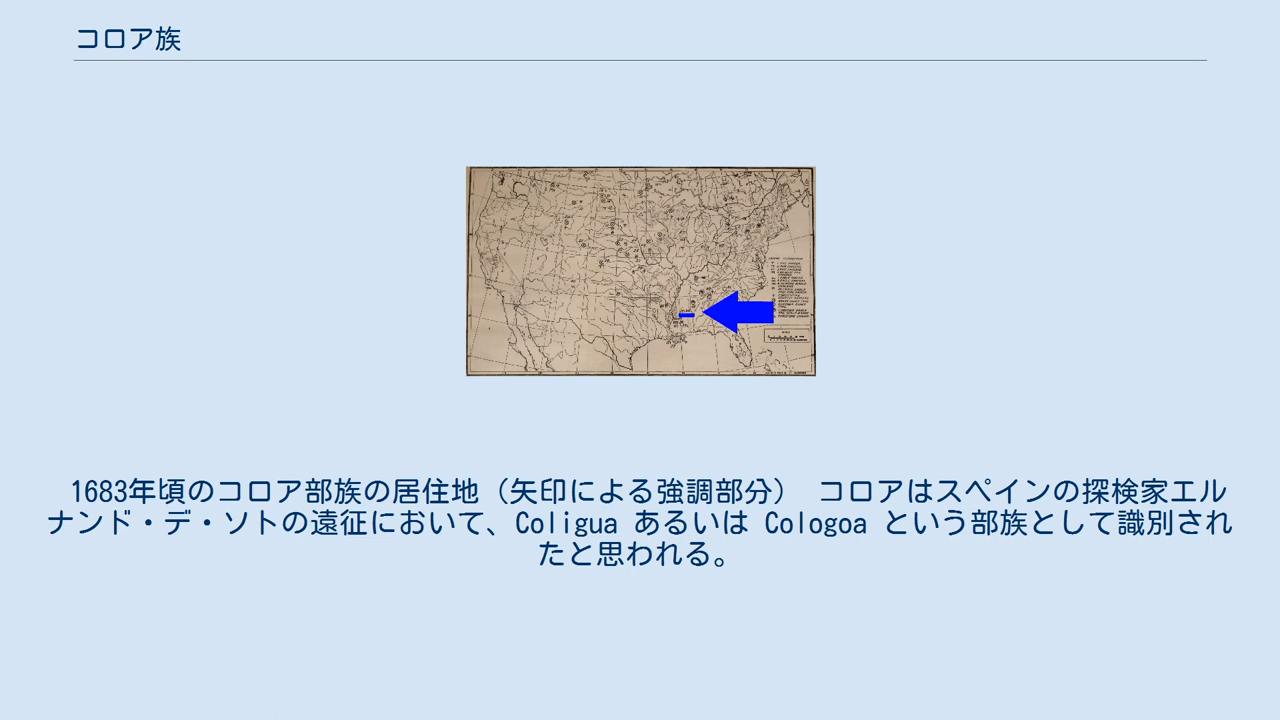 コロア族
1683年頃のコロア部族の居住地（矢印による強調部分） コロアはスペインの探検家エル
ナンド・デ・ソトの遠征において、Coligua あるいは Cologoa という部族として識別され
たと思われる。